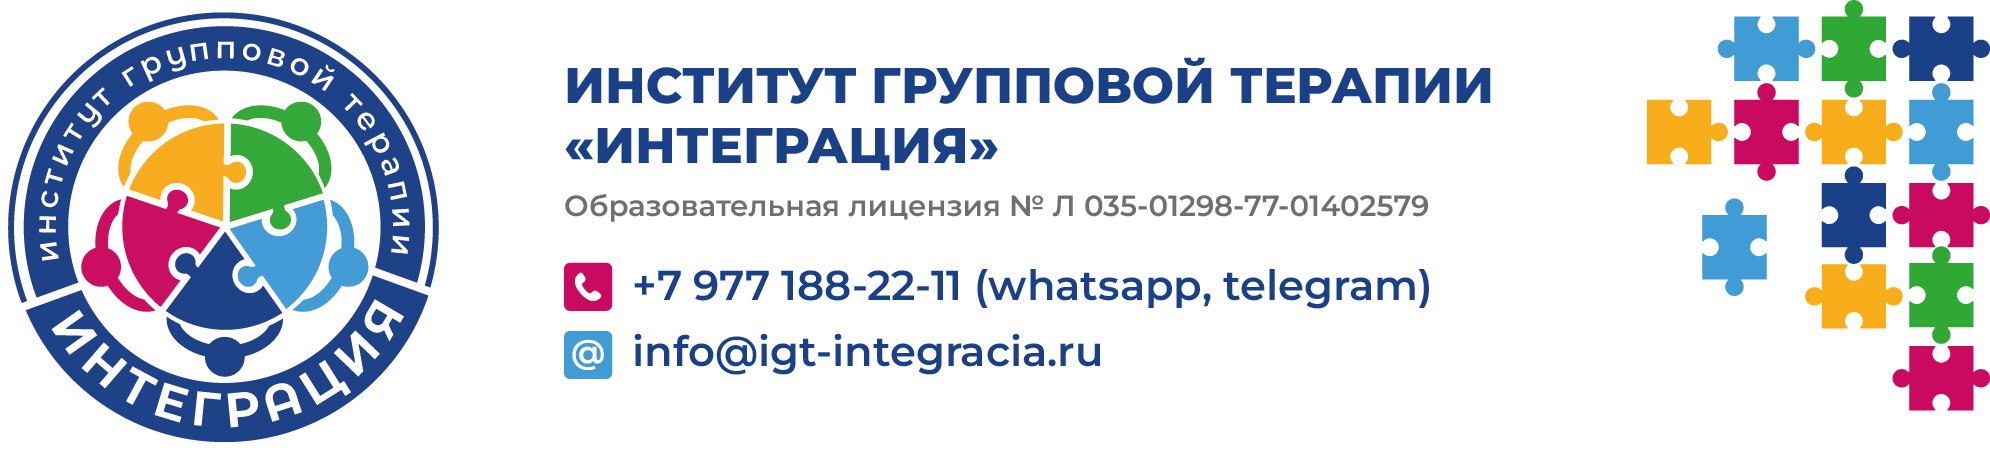 институт групповой терапии
ИНТЕГРАЦИЯ
ИНСТИТУТ ГРУППОВОЙ ТЕРАПИИ
«ИНТЕГРАЦИЯ»
Образовательная лицензия № Л 035-01298-77-01402579
+7 977 188-22-11 (whatsapp, telegram)
@ info@igt-integracia.ru